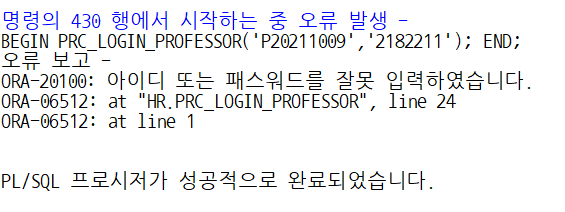 명령의 430 행에서 시작하는 중 오류 발생 -
BEGIN PRC_LOGIN_PROFESSOR('P20211009','2182211'); END;
오류 보고 -
ORA-20100: 아이디 또는 패스워드를 잘못 입력하였습니다.
ORA-06512: at "HR.PRC_LOGIN_PROFESSOR", line 24
ORA-06512: at line 1
PL/SQL 프로시저가 성공적으로 완료되었습니다.